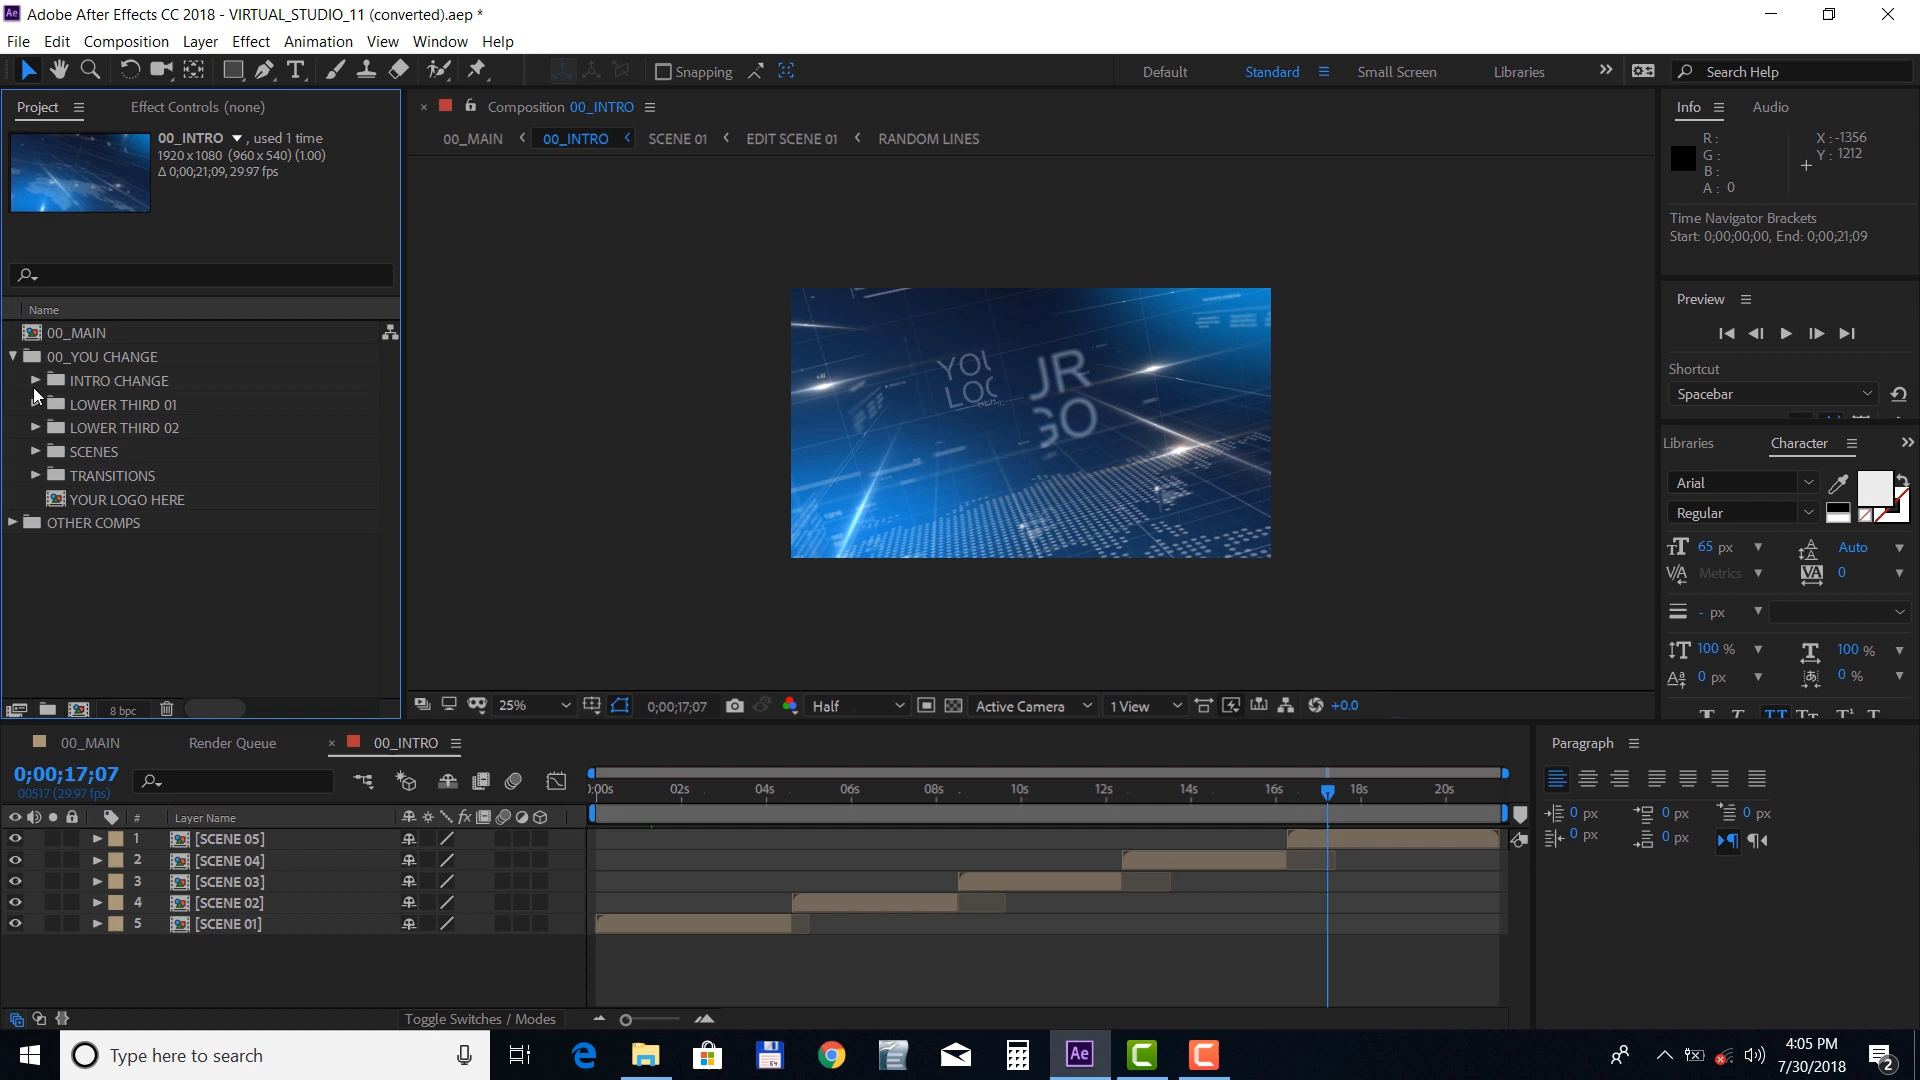 Adobe After Effects CC 2018 - VIRTUAL_STUDIO_11 (converted).aep *
File Edit Composition Layer Effect Animation View Window Help
Snapping
Default Standard Small Screen Libraries
Search Help
Project Effect Controls (none)
00_INTRO , used 1 time
1920 x 1080 (960 x 540) (1.00)
Δ 0;00;21;09, 29.97 fps
Name
00_MAIN
00_YOU CHANGE
INTRO CHANGE
LOWER THIRD 01
LOWER THIRD 02
SCENES
TRANSITIONS
YOUR LOGO HERE
OTHER COMPS
8 bpc
Composition 00_INTRO
00_MAIN 00_INTRO SCENE 01 EDIT SCENE 01 RANDOM LINES
25% 0;00;17;07 Half Active Camera 1 View +0.0
Info Audio
R : X : -1356
G : Y : 1212
B :
A : 0
Time Navigator Brackets
Start: 0;00;00;00, End: 0;00;21;09
Preview
Shortcut
Spacebar
Libraries Character
Arial
Regular
65 px Auto
Metrics 0
- px
100 % 100 %
0 px 0 %
00_MAIN Render Queue 00_INTRO
0;00;17;07
00517 (29.97 fps)
# Layer Name
1 [SCENE 05]
2 [SCENE 04]
3 [SCENE 03]
4 [SCENE 02]
5 [SCENE 01]
):00s 02s 04s 06s 08s 10s 12s 14s 16s 18s 20s
Toggle Switches / Modes
Paragraph
0 px 0 px 0 px
0 px 0 px
Type here to search
Ae
4:05 PM
7/30/2018
2